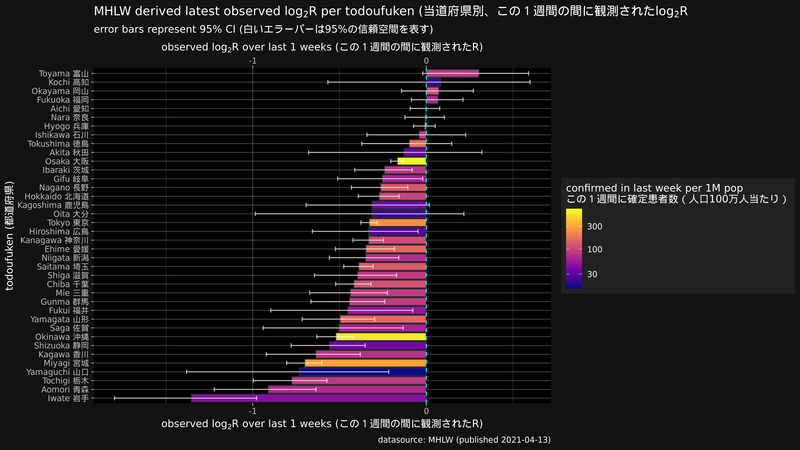 MHLW derived latest observed log₂R per todoufuken (当道府県別、この１週間の間に観測されたlog₂R
error bars represent 95% CI (白いエラーバーは95%の信頼空間を表す)
observed log₂R over last 1 weeks (この１週間の間に観測されたR)
-1 0
Toyama 富山
Kochi 高知
Okayama 岡山
Fukuoka 福岡
Aichi 愛知
Nara 奈良
Hyogo 兵庫
Ishikawa 石川
Tokushima 徳島
Akita 秋田
Osaka 大阪
Ibaraki 茨城
Gifu 岐阜
Nagano 長野
Hokkaido 北海道
Kagoshima 鹿児島
Oita 大分
Tokyo 東京
Hiroshima 広島
Kanagawa 神奈川
Ehime 愛媛
Niigata 新潟
Saitama 埼玉
Shiga 滋賀
Chiba 千葉
Mie 三重
Gunma 群馬
Fukui 福井
Yamagata 山形
Saga 佐賀
Okinawa 沖縄
Shizuoka 静岡
Kagawa 香川
Miyagi 宮城
Yamaguchi 山口
Tochigi 栃木
Aomori 青森
Iwate 岩手
todoufuken (都道府県)
-1 0
observed log₂R over last 1 weeks (この１週間の間に観測されたR)
confirmed in last week per 1M pop
この１週間に確定患者数（人口100万人当たり）
300
100
30
datasource: MHLW (published 2021-04-13)